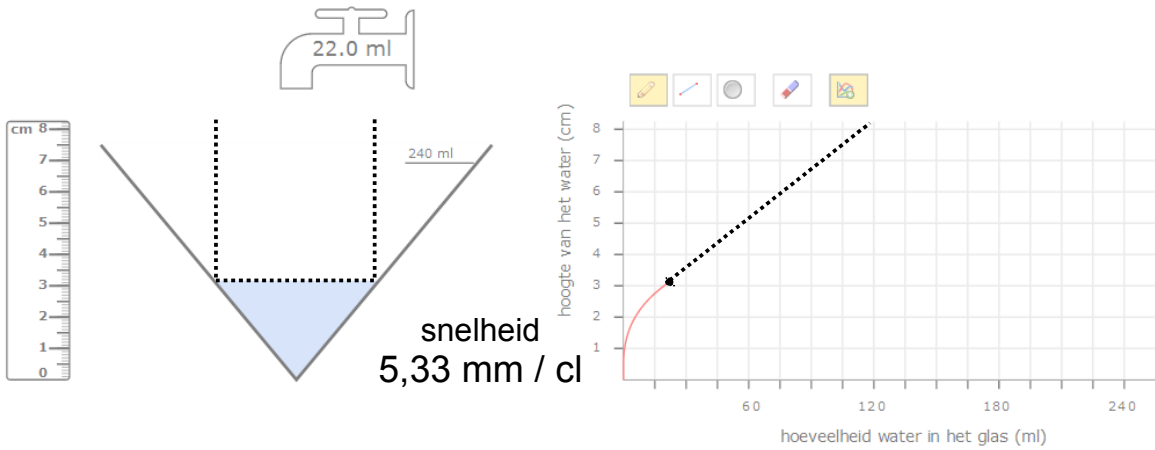 22.0 ml
cm 8
7
6
5
4
3
2
1
0
240 ml
snelheid
5,33 mm / cl
hoogte van het water (cm)
8
7
6
5
4
3
2
1
60 120 180 240
hoeveelheid water in het glas (ml)